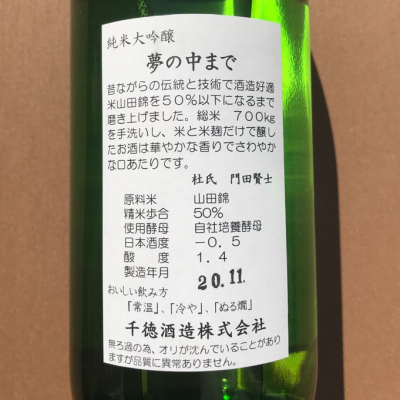 純米大吟醸
夢の中まで
昔ながらの伝統と技術で酒造好適
米山田錦を50%以下になるまで
磨き上げました。総米 700kg
を手洗いし、米と米麹だけで醸し
たお酒は華やかな香りでさわやか
な口あたりです。
杜氏 門田賢士
原料米 山田錦
精米歩合 50%
使用酵母 自社培養酵母
日本酒度 -0.5
酸度 1.4
製造年月 20.11.
おいしい飲み方
「常温」、「冷や」、「ぬる燗」
千徳酒造株式会社
無ろ過の為、オリが沈んでいることがあり
ますが品質に異常ありません。